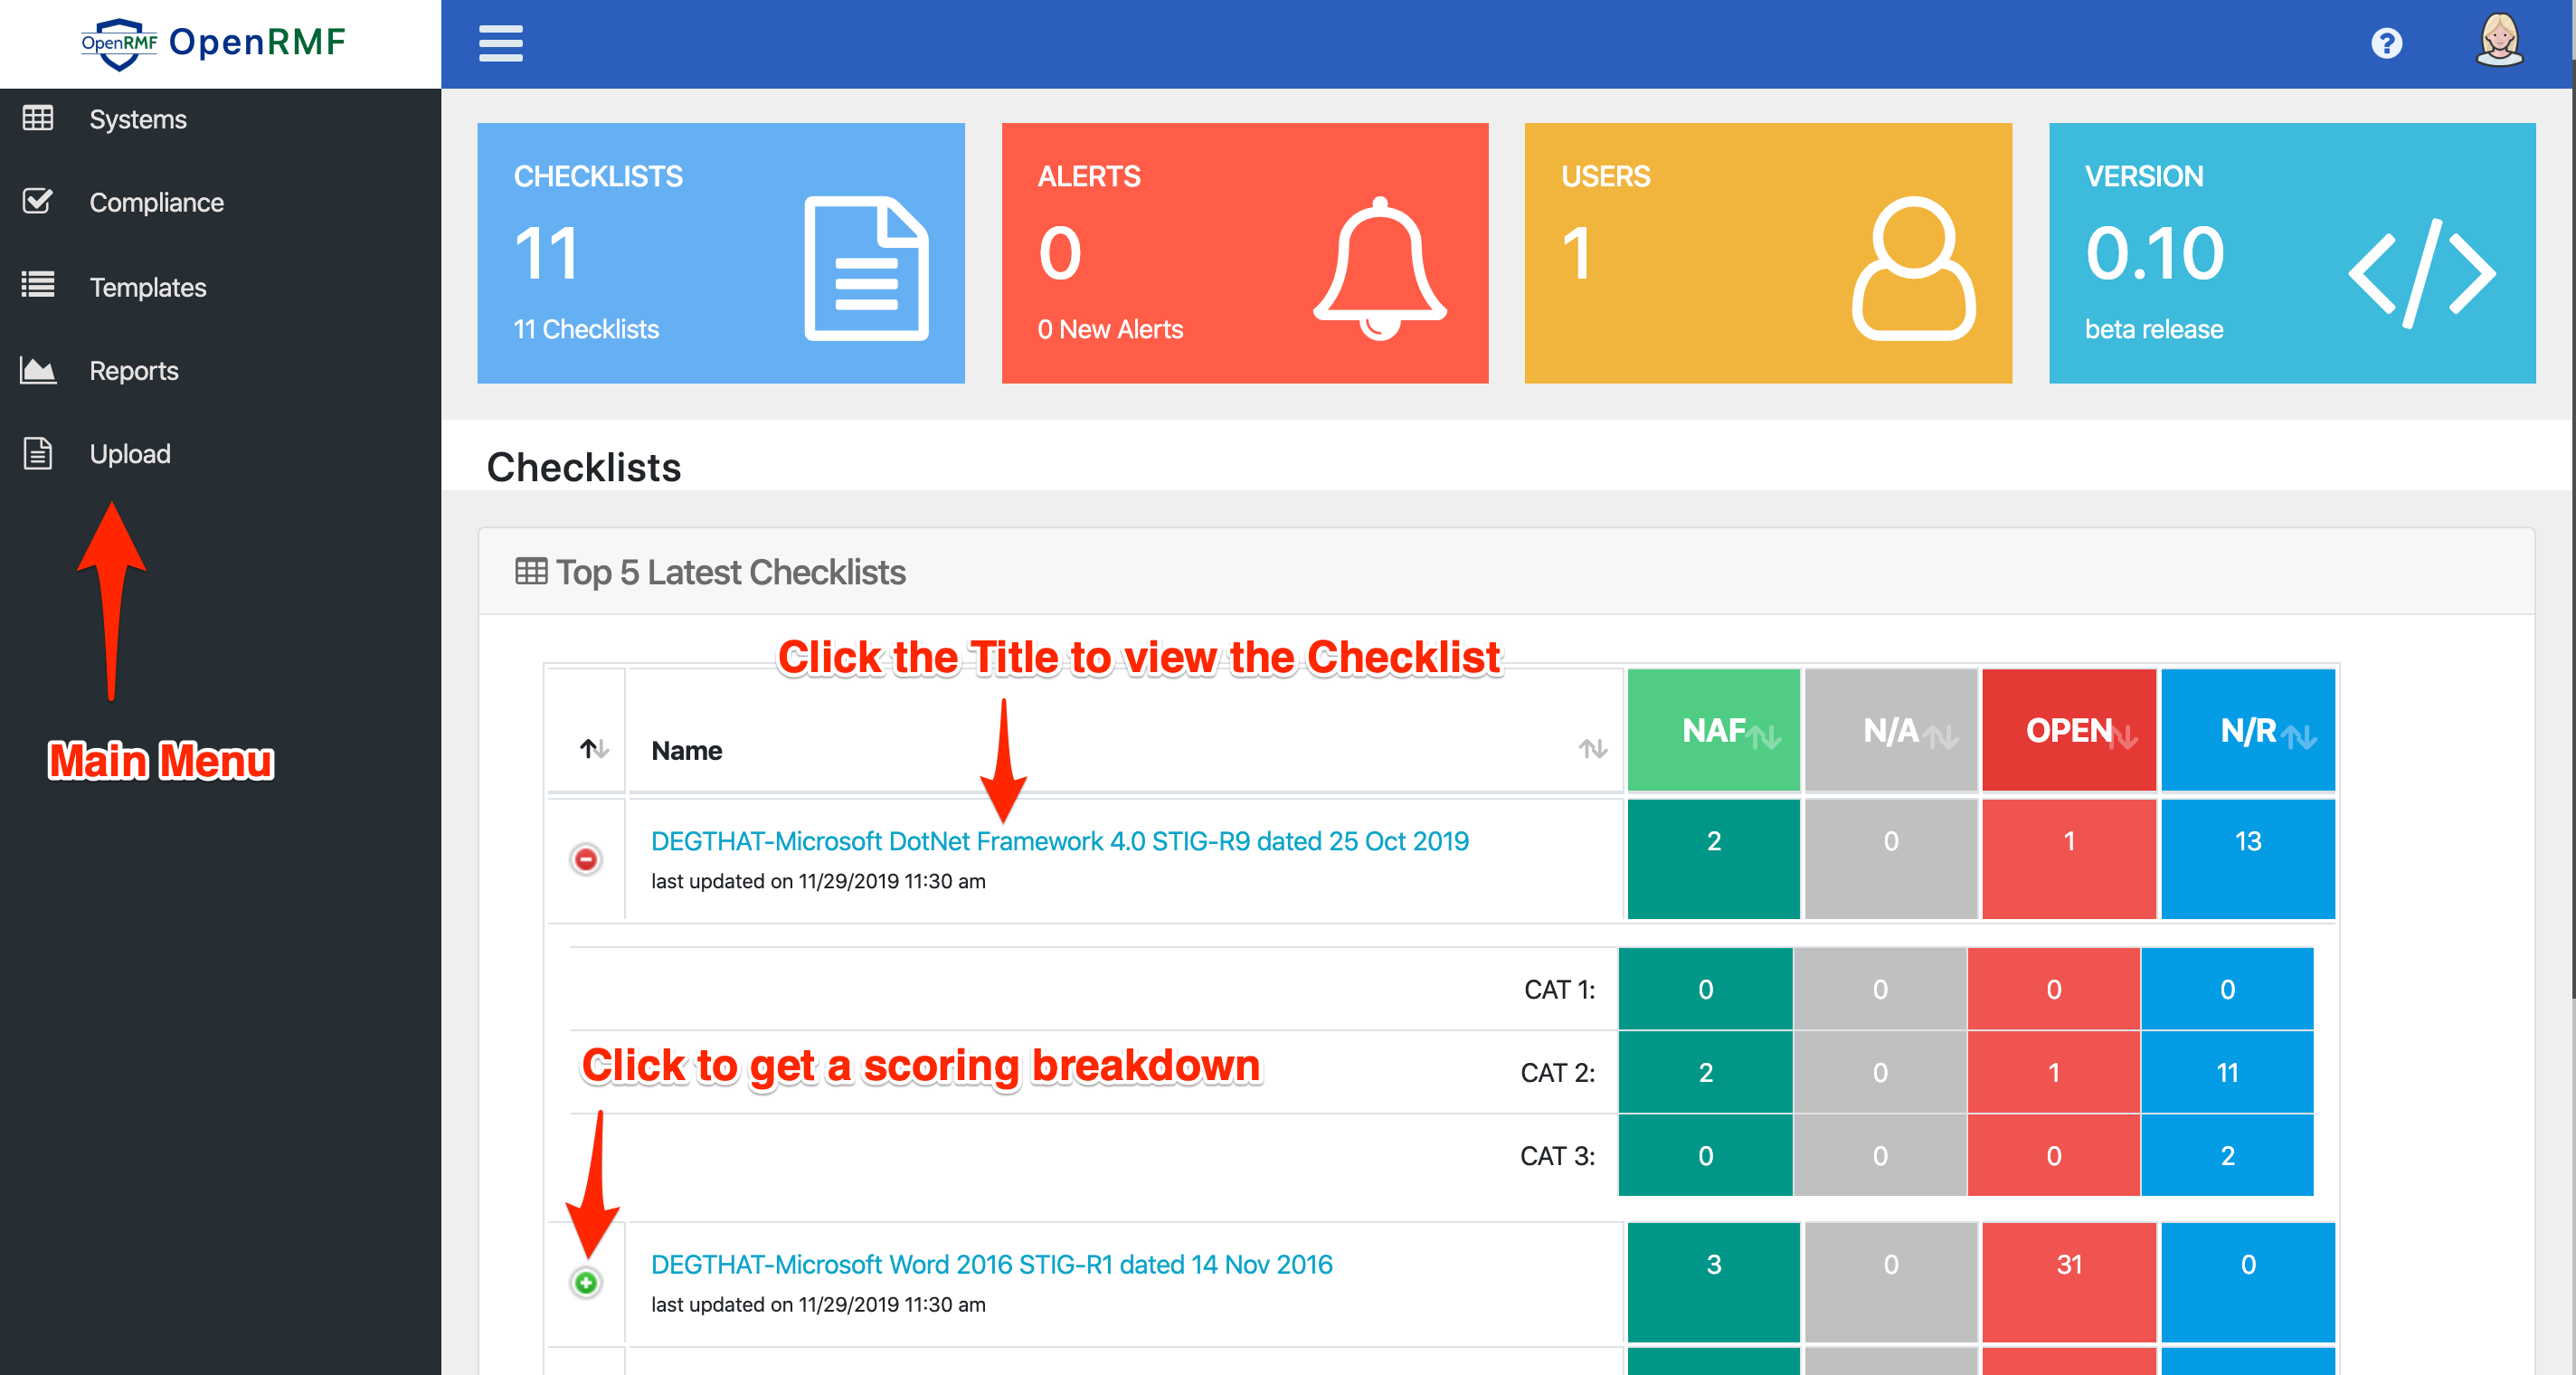 OpenRMF OpenRMF
Systems
Compliance
Templates
Reports
Upload
Main Menu
?
CHECKLISTS
11
11 Checklists
ALERTS
0
0 New Alerts
USERS
1
VERSION
0.10
beta release
</>
Checklists
Top 5 Latest Checklists
Click the Title to view the Checklist
Name NAF N/A OPEN N/R
DEGTHAT-Microsoft DotNet Framework 4.0 STIG-R9 dated 25 Oct 2019 2 0 1 13
last updated on 11/29/2019 11:30 am
CAT 1: 0 0 0 0
Click to get a scoring breakdown
CAT 2: 2 0 1 11
CAT 3: 0 0 0 2
DEGTHAT-Microsoft Word 2016 STIG-R1 dated 14 Nov 2016 3 0 31 0
last updated on 11/29/2019 11:30 am